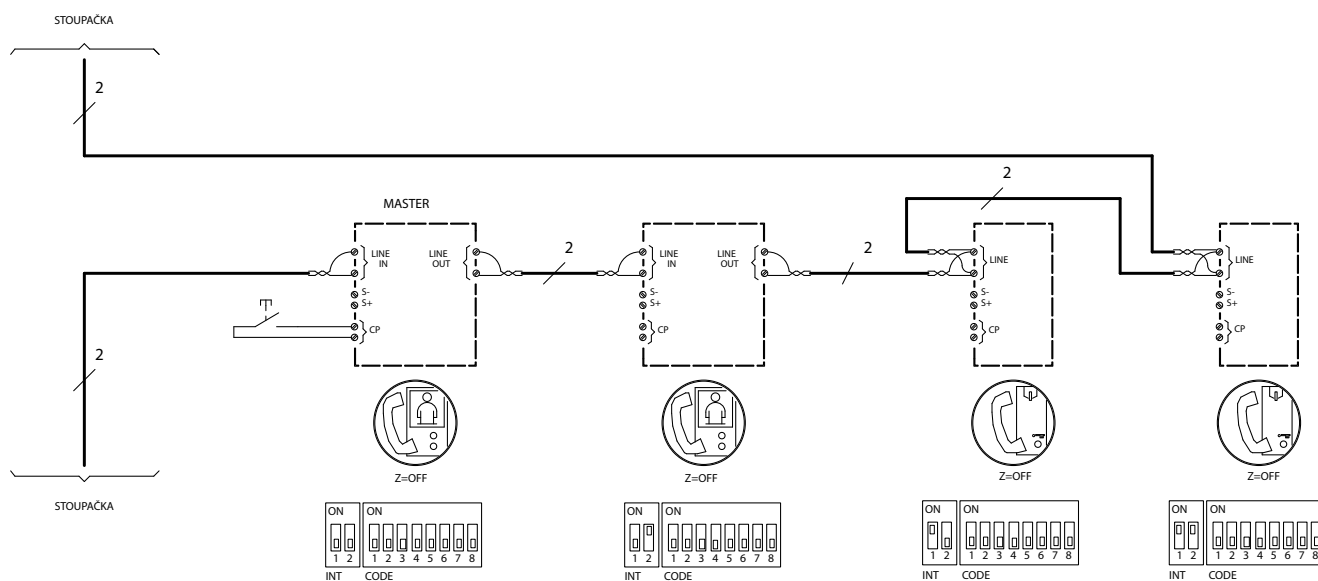 STOUPAČKA
2
2
MASTER
LINE IN
LINE OUT
2
LINE IN
LINE OUT
2
LINE
LINE
S-
S+
S-
S+
S-
S+
S-
S+
CP
CP
CP
CP
2
Z=OFF
Z=OFF
Z=OFF
Z=OFF
STOUPAČKA
ON ON
1 2 1 2 3 4 5 6 7 8
INT CODE
ON ON
1 2 1 2 3 4 5 6 7 8
INT CODE
ON ON
1 2 1 2 3 4 5 6 7 8
INT CODE
ON ON
1 2 1 2 3 4 5 6 7 8
INT CODE